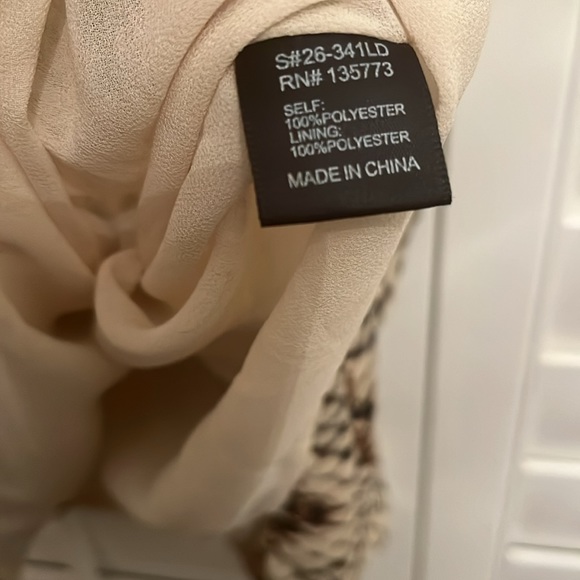 S#26-341LD
RN# 135773
SELF:
100%POLYESTER
LINING:
100%POLYESTER
MADE IN CHINA